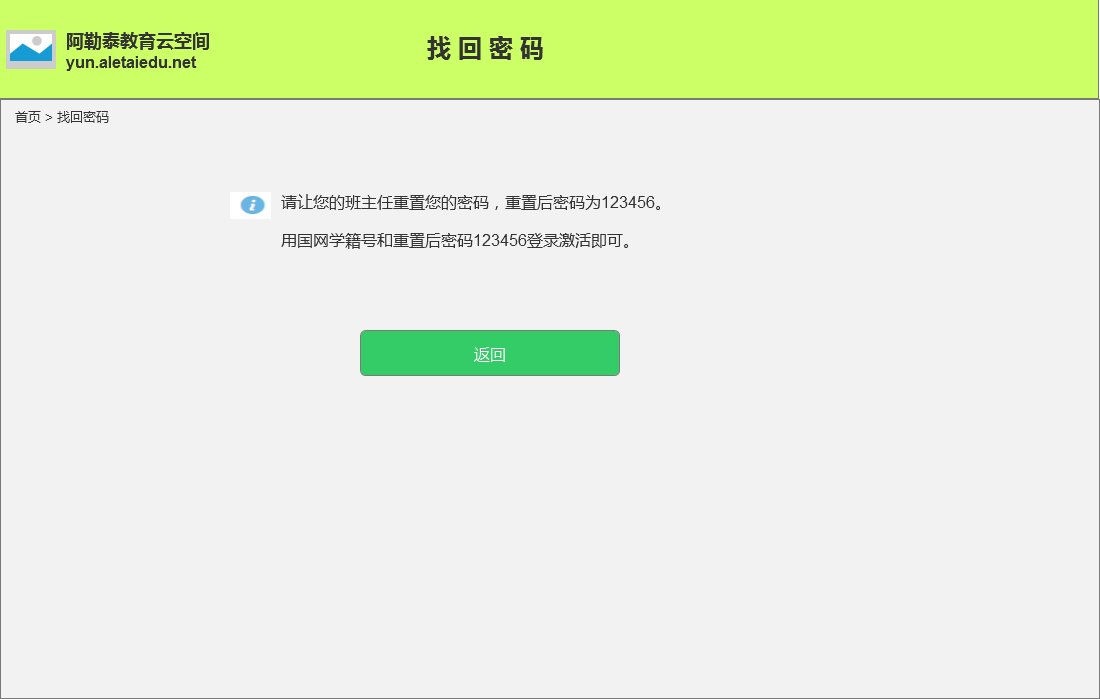 阿勒泰教育云空间
yun.aletaiedu.net
找 回 密 码
首页 > 找回密码
请让您的班主任重置您的密码，重置后密码为123456。
用国网学籍号和重置后密码123456登录激活即可。
返回